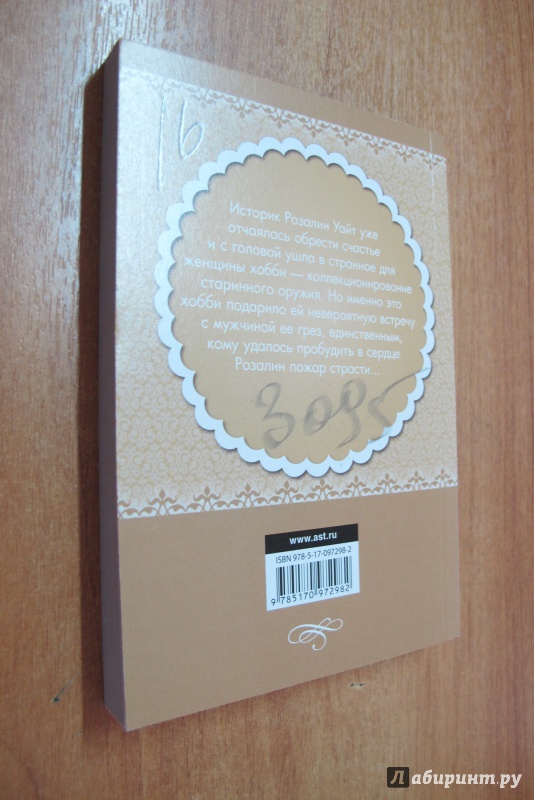 16
Историк Розалин Уайт уже
отчаялась обрести счастье
и с головой ушла в странное для
женщины хобби — коллекционирование
старинного оружия. Но именно это
хобби подарило ей невероятную встречу
с мужчиной ее грез, единственным,
кому удалось пробудить в сердце
Розалин пожар страсти...
3095
www.ast.ru
ISBN 978-5-17-097298-2
9 785170 972982
Лабиринт.ру